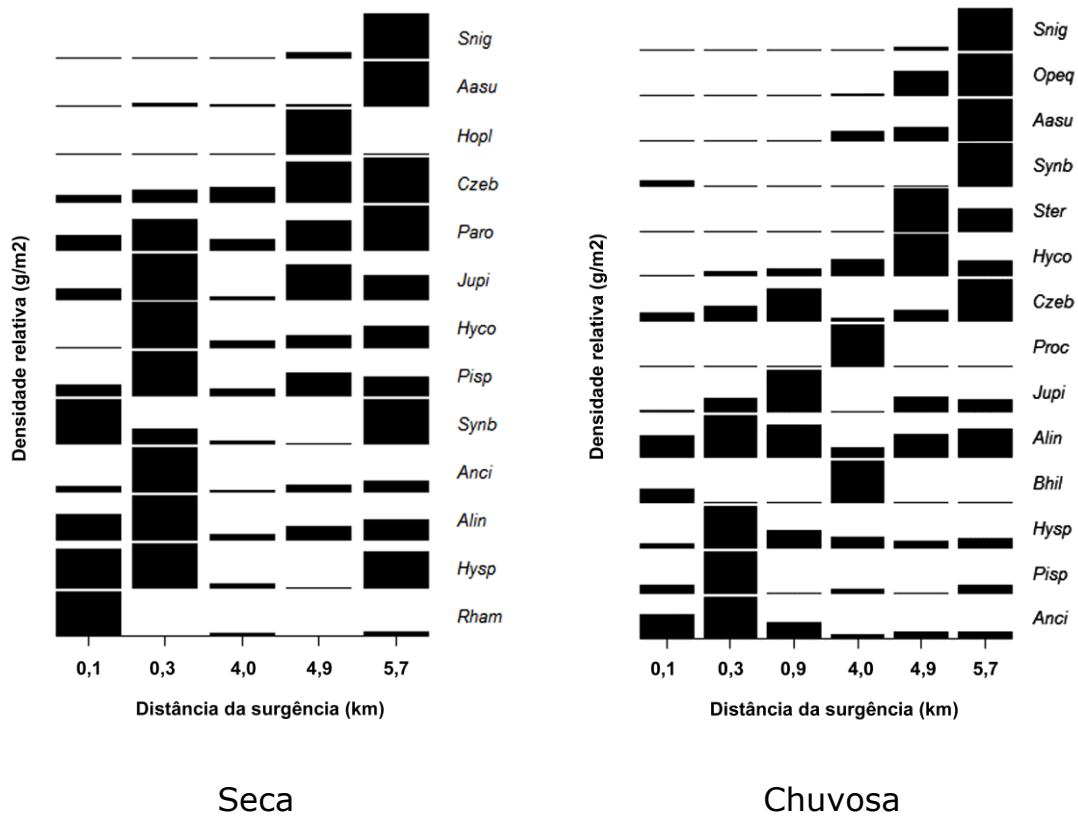 Snig
Aasu
Hopl
Czeb
Paro
Jupi
Hyco
Pisp
Synb
Anci
Alin
Hysp
Rham
Densidade relativa (g/m2)
0,1 0,3 4,0 4,9 5,7
Distância da surgência (km)
Seca
Snig
Opeq
Aasu
Synb
Ster
Hyco
Czeb
Proc
Jupi
Alin
Bhil
Hysp
Pisp
Anci
Densidade relativa (g/m2)
0,1 0,3 0,9 4,0 4,9 5,7
Distância da surgência (km)
Chuvosa